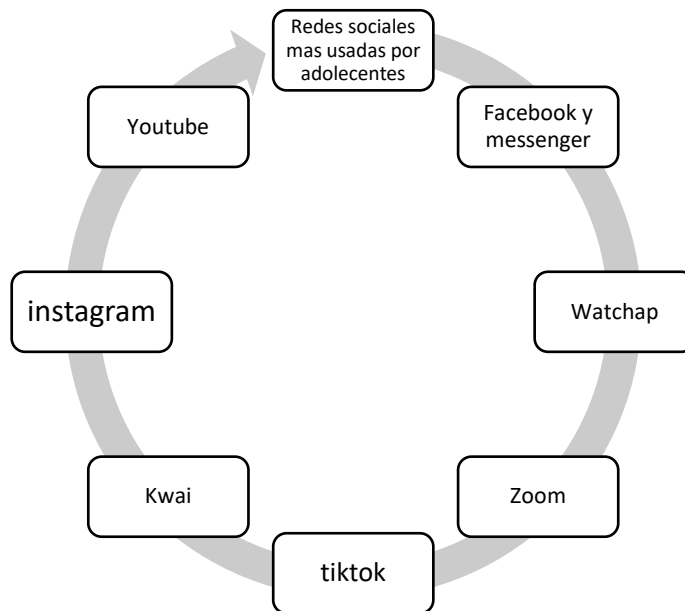 Redes sociales
mas usadas por
adolecentes
Facebook y
messenger
Watchap
Zoom
tiktok
Kwai
instagram
Youtube